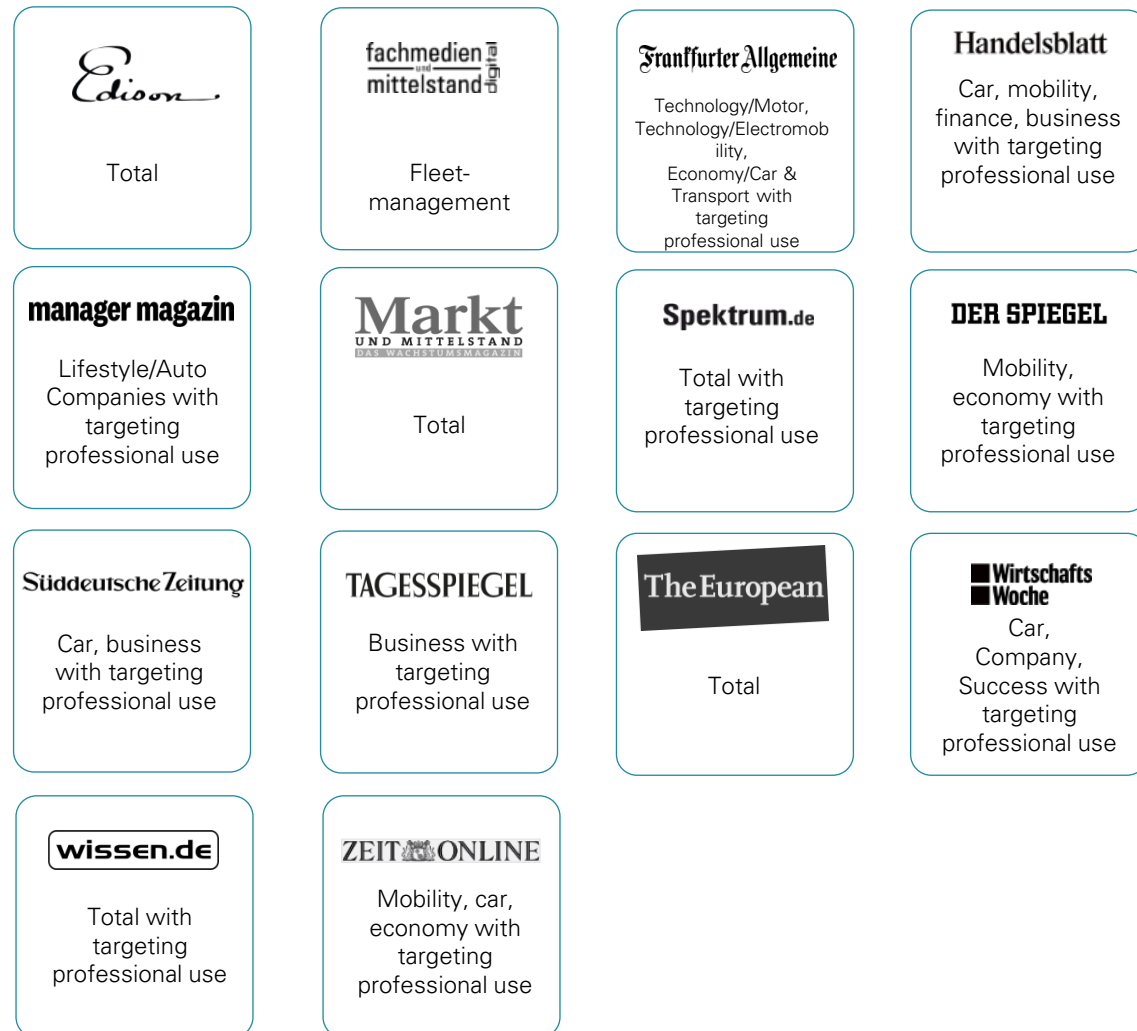 Edison
Total
fachmedien
und
mittelstand
digital
Fleet-
management
Frankfurter Allgemeine
Technology/Motor,
Technology/Electromob
ility,
Economy/Car &
Transport with
targeting
professional use
Handelsblatt
Car, mobility,
finance, business
with targeting
professional use
manager magazin
Lifestyle/Auto
Companies with
targeting
professional use
Markt
UND MITTELSTAND
DAS WACHSTUMSMAGAZIN
Total
Spektrum.de
Total with
targeting
professional use
DER SPIEGEL
Mobility,
economy with
targeting
professional use
Süddeutsche Zeitung
Car, business
with targeting
professional use
TAGESSPIEGEL
Business with
targeting
professional use
The European
Total
Wirtschafts
Woche
Car,
Company,
Success with
targeting
professional use
wissen.de
Total with
targeting
professional use
ZEIT ONLINE
Mobility, car,
economy with
targeting
professional use